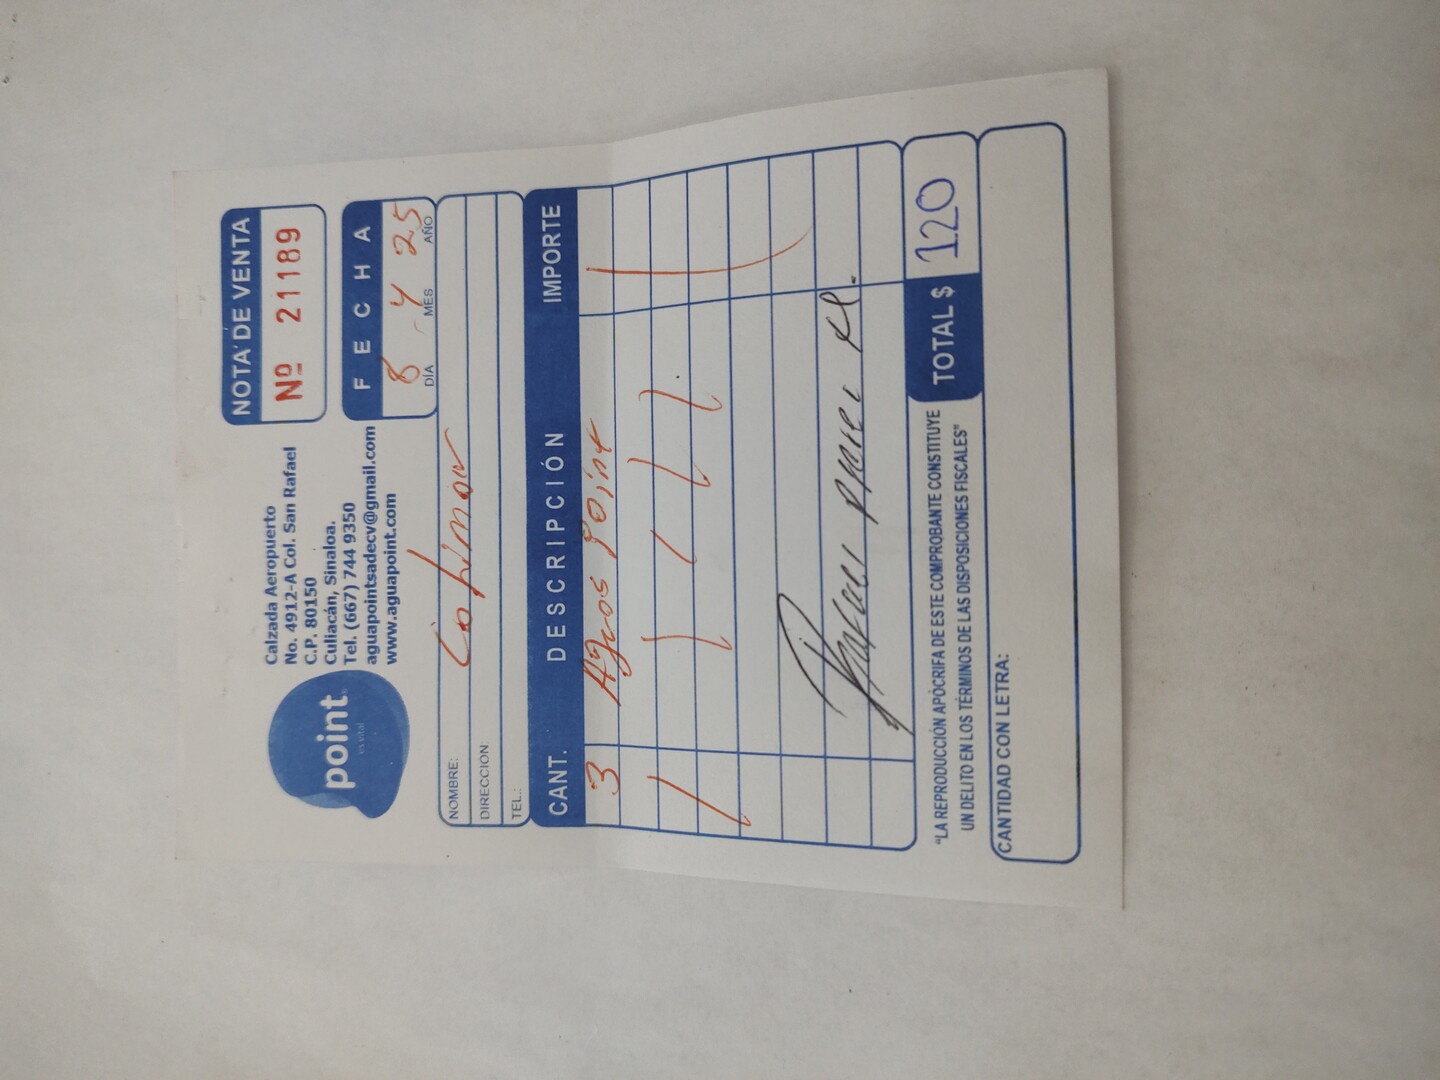 point®
es vital
Calzada Aeropuerto
No. 4912-A Col. San Rafael
C.P. 80150
Culiacán, Sinaloa.
Tel. (667) 744 9350
aguapointsadecv@gmail.com
www.aguapoint.com
NOTA DE VENTA
Nº 21189
FECHA
8 4 25
DÍA MES AÑO
NOMBRE:
DIRECCION
TEL.:
CANT. DESCRIPCIÓN IMPORTE
3 Aguas Point
"LA REPRODUCCIÓN APÓCRIFA DE ESTE COMPROBANTE CONSTITUYE
UN DELITO EN LOS TÉRMINOS DE LAS DISPOSICIONES FISCALES"
TOTAL $ 120
CANTIDAD CON LETRA: